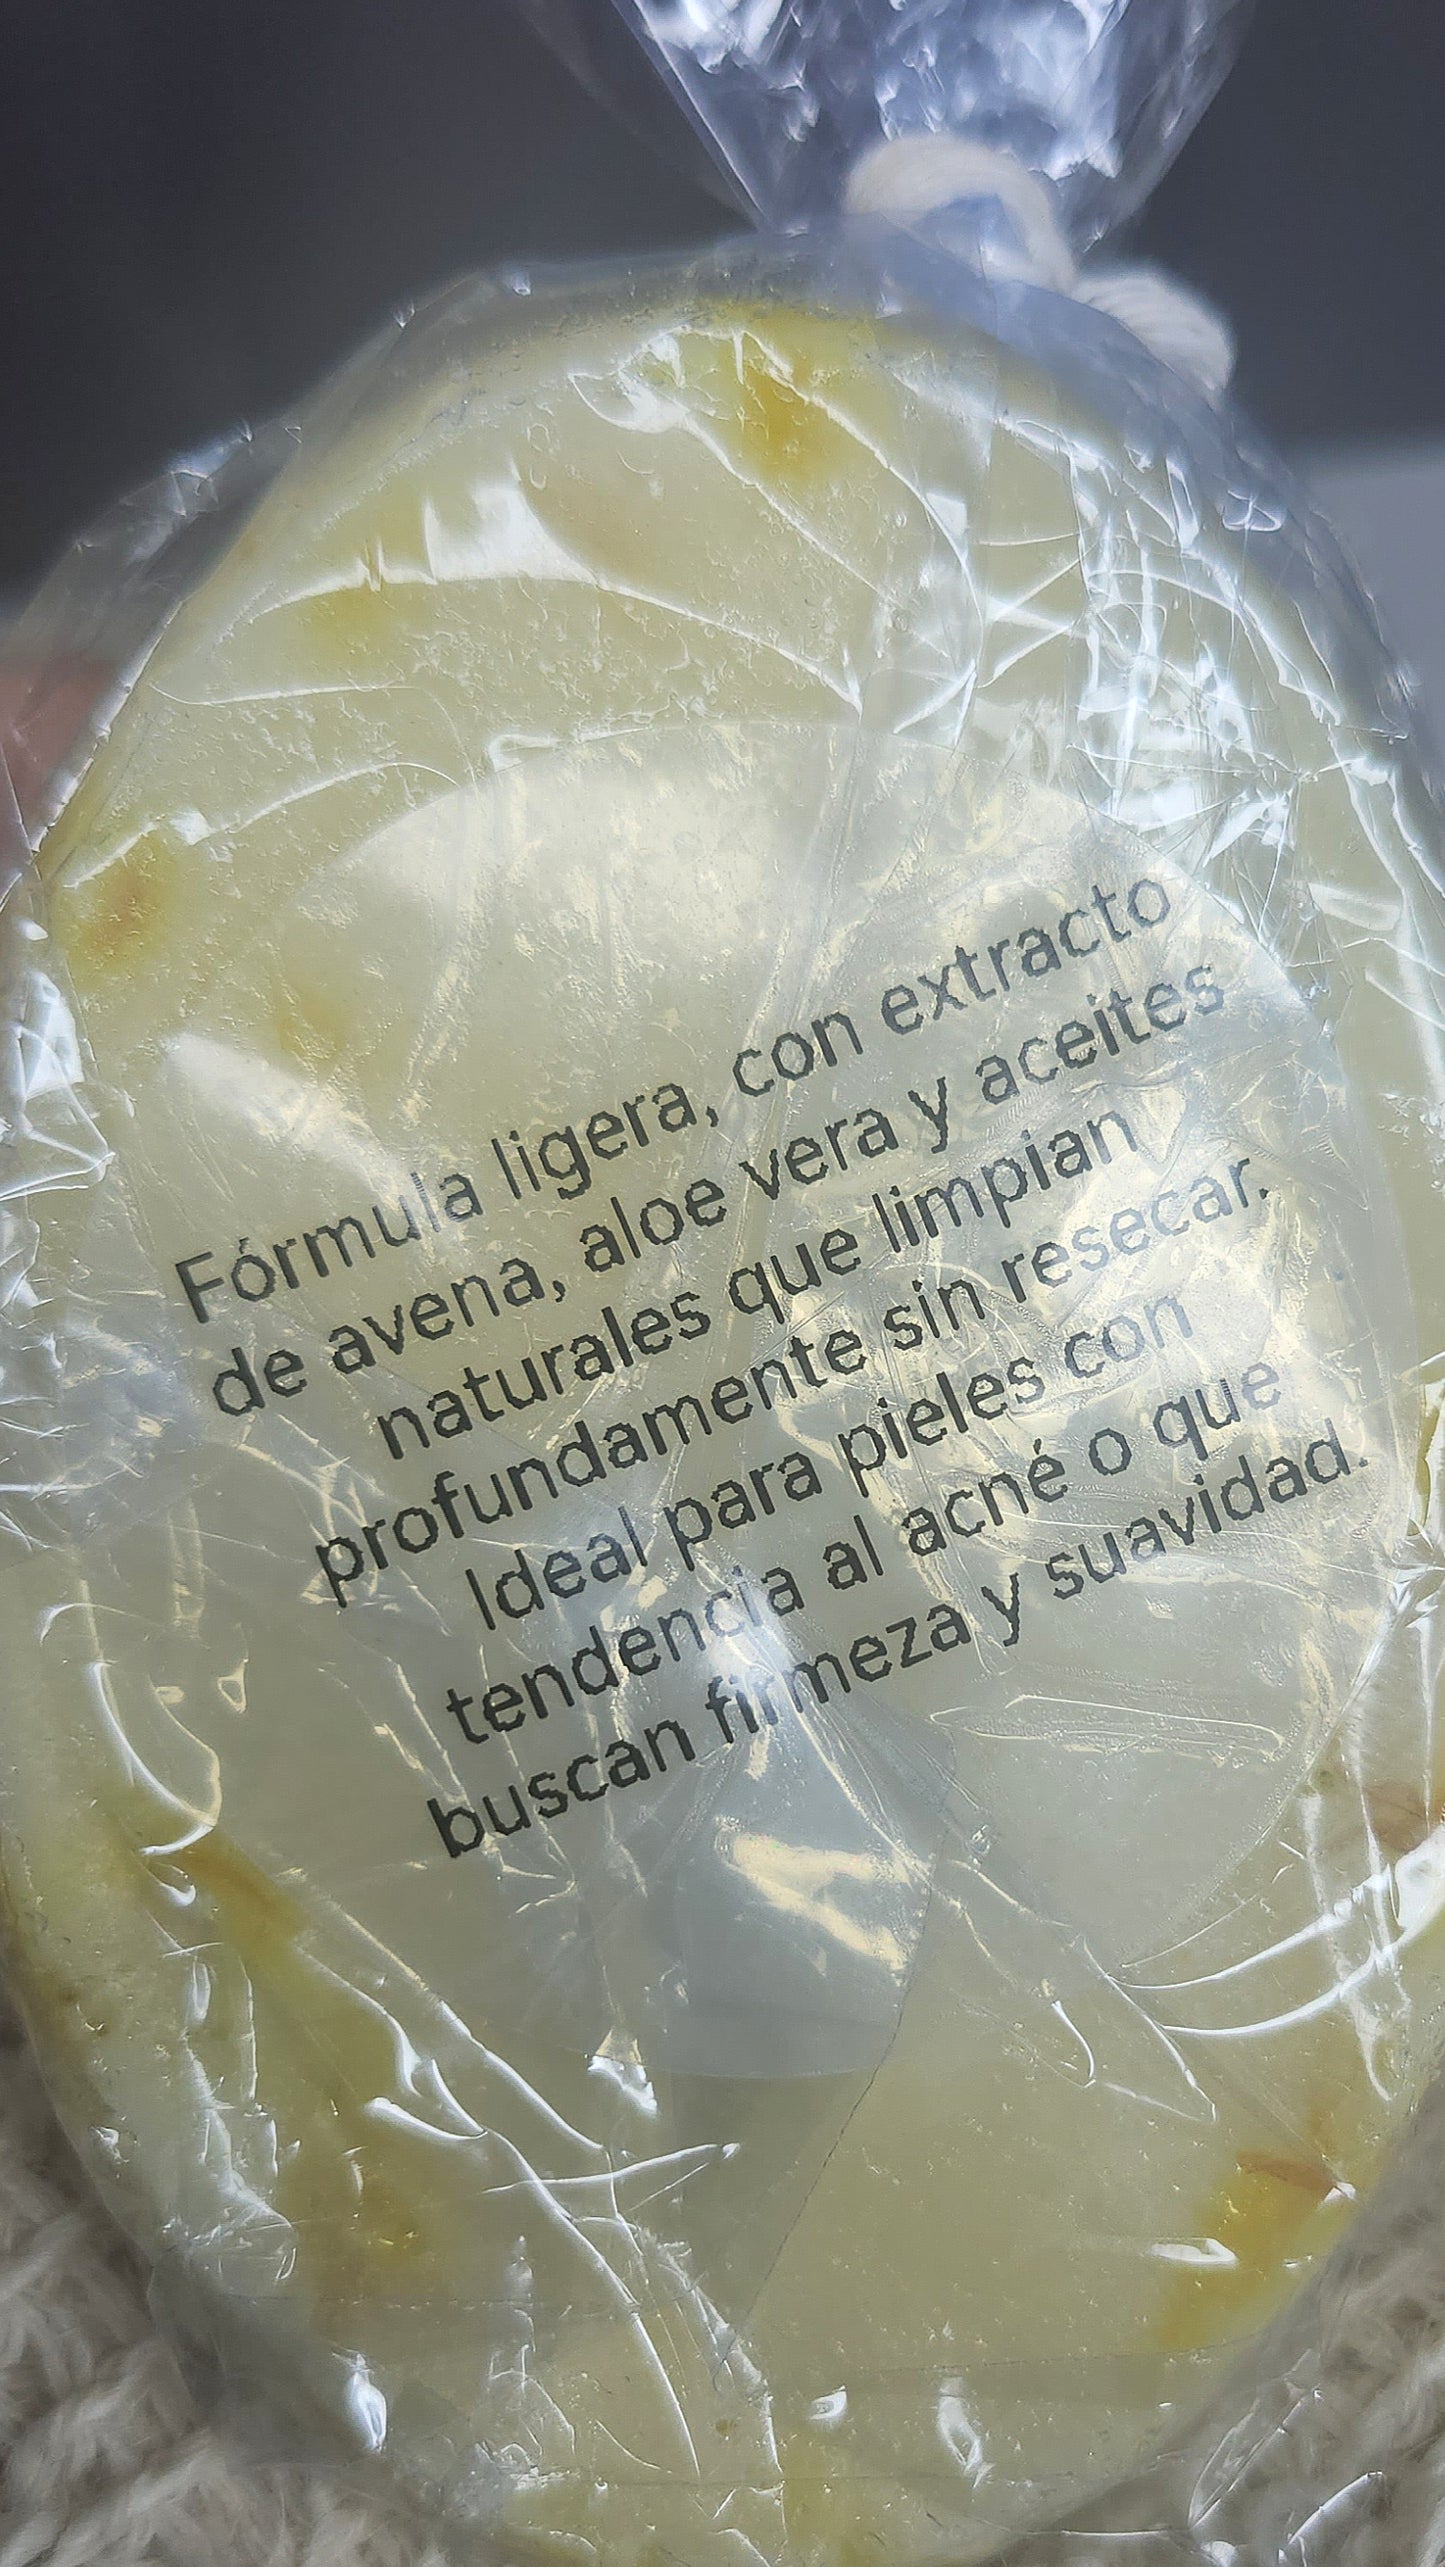 Fórmula ligera, con extracto
de avena, aloe vera y aceites
naturales que limpian
profundamente sin resecar.
Ideal para pieles con
tendencia al acné o que
buscan firmeza y suavidad.